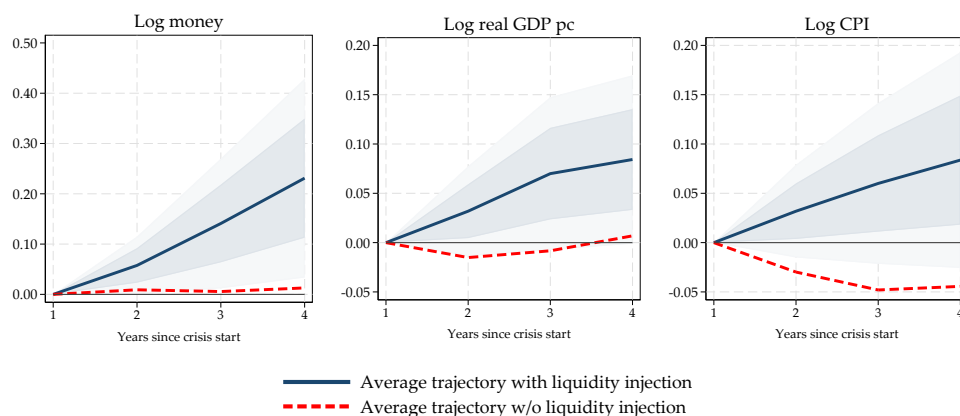 Log money
0.50
0.40
0.30
0.20
0.10
0.00
1 2 3 4
Years since crisis start
Log real GDP pc
0.20
0.15
0.10
0.05
0.00
-0.05
1 2 3 4
Years since crisis start
Log CPI
0.20
0.15
0.10
0.05
0.00
-0.05
1 2 3 4
Years since crisis start
Average trajectory with liquidity injection
Average trajectory w/o liquidity injection